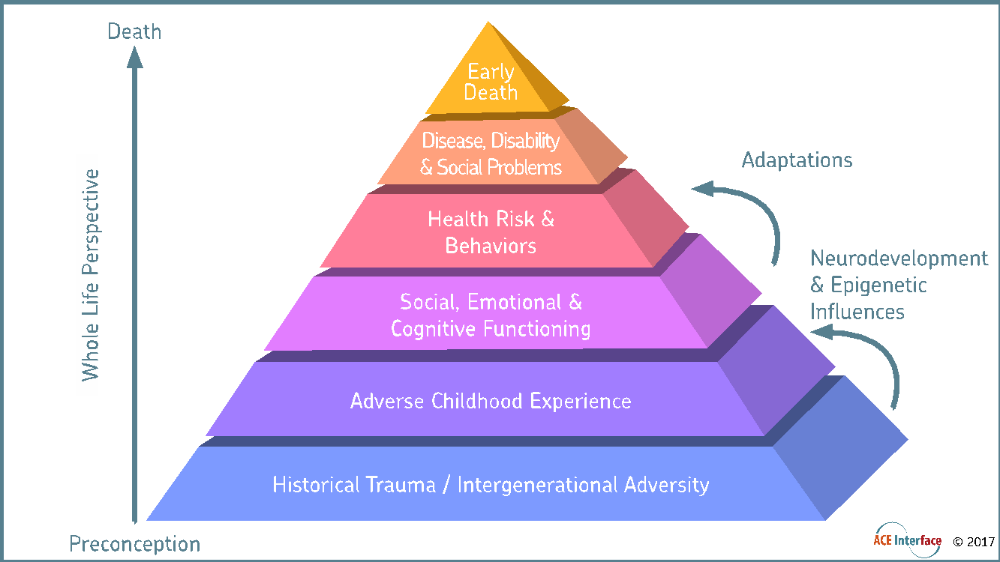 Death
Early
Death
Disease, Disability
& Social Problems
Adaptations
Health Risk &
Behaviors
Neurodevelopment
& Epigenetic
Influences
Social, Emotional &
Cognitive Functioning
Whole Life Perspective
Adverse Childhood Experience
Historical Trauma / Intergenerational Adversity
Preconception
ACE Interface © 2017